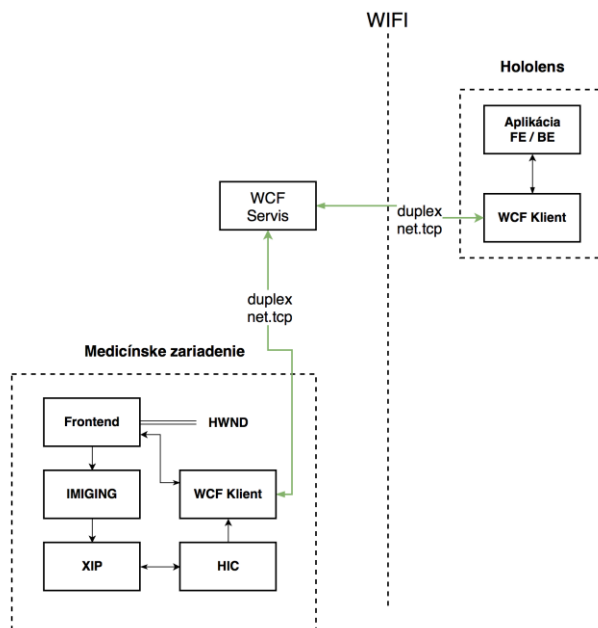 WIFI
Hololens
Aplikácia
FE / BE
WCF
Servis
duplex
net.tcp
WCF Klient
duplex
net.tcp
Medicínske zariadenie
Frontend
HWND
IMIGING
WCF Klient
XIP
HIC